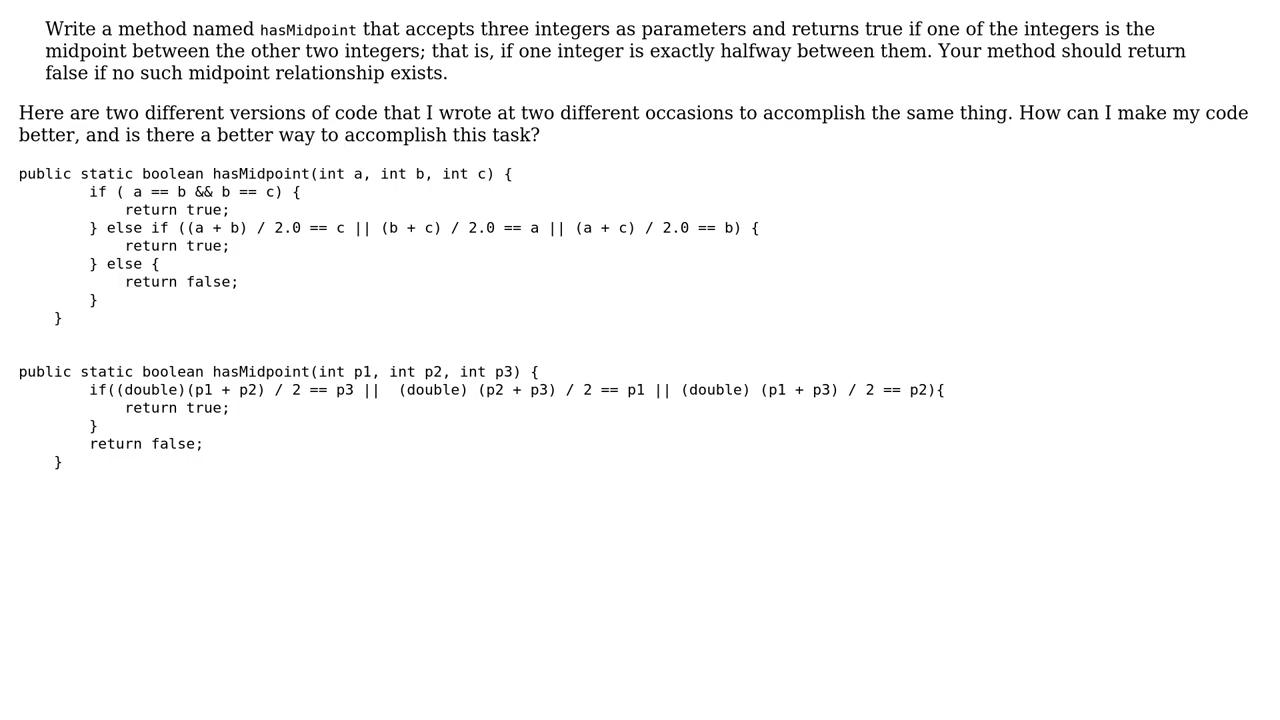 Write a method named hasMidpoint that accepts three integers as parameters and returns true if one of the integers is the
midpoint between the other two integers; that is, if one integer is exactly halfway between them. Your method should return
false if no such midpoint relationship exists.
Here are two different versions of code that I wrote at two different occasions to accomplish the same thing. How can I make my code
better, and is there a better way to accomplish this task?
public static boolean hasMidpoint(int a, int b, int c) {
        if ( a == b && b == c) {
            return true;
        } else if ((a + b) / 2.0 == c || (b + c) / 2.0 == a || (a + c) / 2.0 == b) {
            return true;
        } else {
            return false;
        }
    }
public static boolean hasMidpoint(int p1, int p2, int p3) {
        if((double)(p1 + p2) / 2 == p3 ||  (double) (p2 + p3) / 2 == p1 || (double) (p1 + p3) / 2 == p2){
            return true;
        }
        return false;
    }